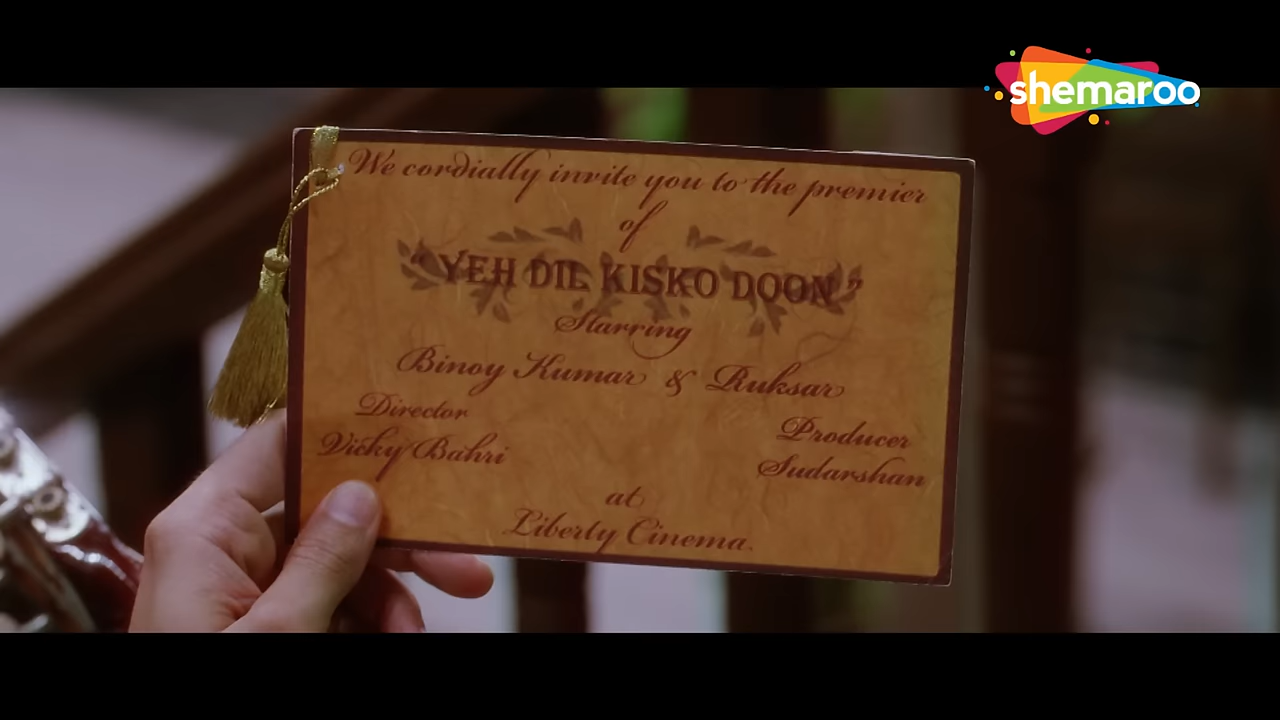 shemaroo
We cordially invite you to the premier
of
"YEH DIL KISKO DOON"
Starring
Binoy Kumar & Ruksar
Director
Vicky Bahri
Producer
Sudarshan
at
Liberty Cinema.